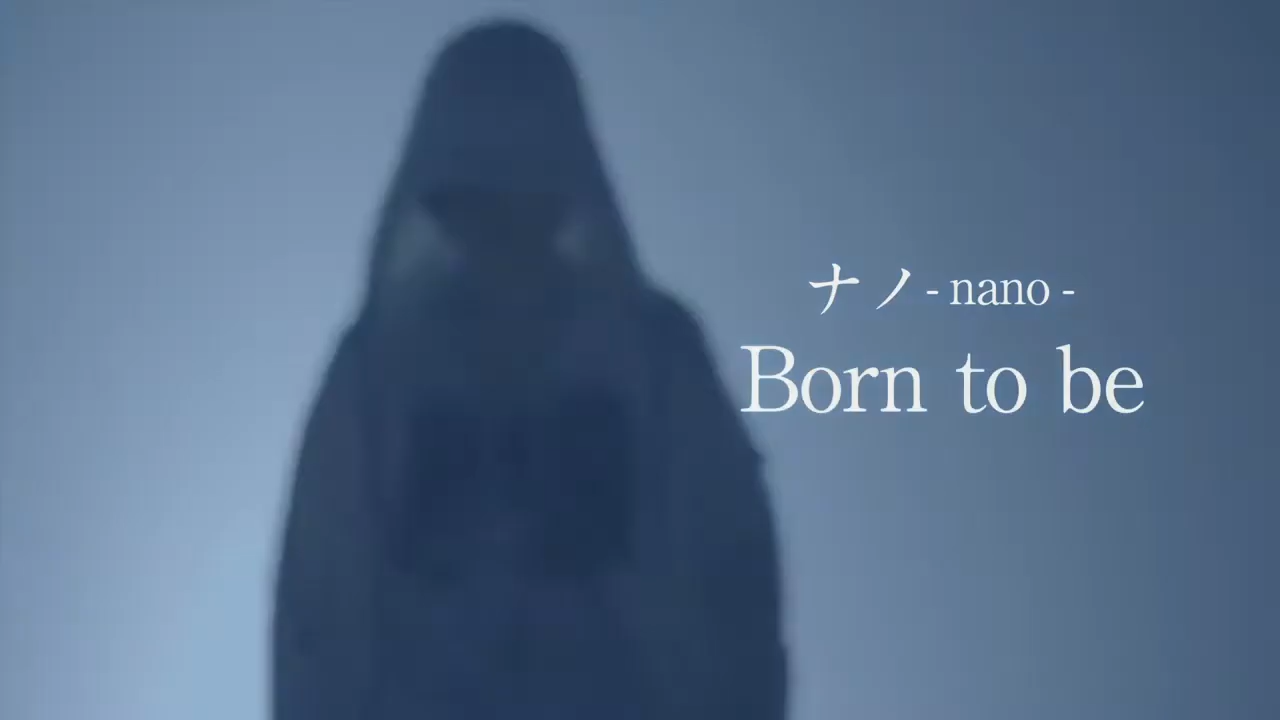 ナノ - nano -
Born to be